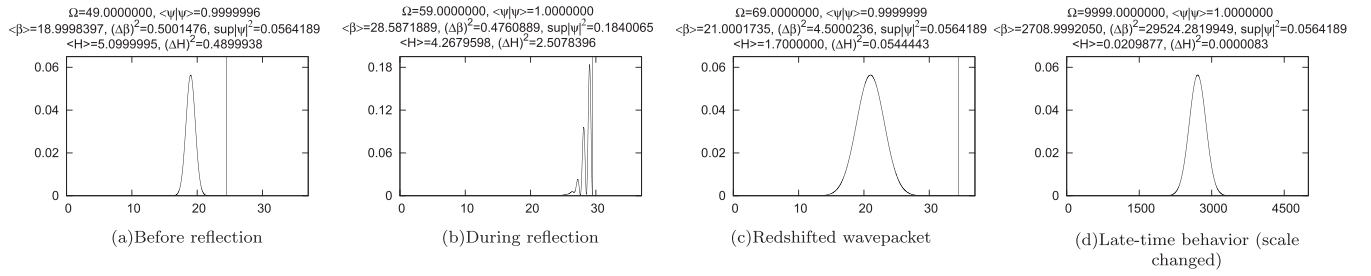 Ω=49.0000000, <ψ|ψ>=0.9999996
<β>=18.9998397, (Δβ)²=0.5001476, sup|ψ|²=0.0564189
<H>=5.0999995, (ΔH)²=0.4899938
0.06
0.04
0.02
0
0 10 20 30
(a)Before reflection
Ω=59.0000000, <ψ|ψ>=1.0000000
<β>=28.5871889, (Δβ)²=0.4760889, sup|ψ|²=0.1840065
<H>=4.2679598, (ΔH)²=2.5078396
0.18
0.12
0.06
0
0 10 20 30
(b)During reflection
Ω=69.0000000, <ψ|ψ>=0.9999999
<β>=21.0001735, (Δβ)²=4.5000236, sup|ψ|²=0.0564189
<H>=1.7000000, (ΔH)²=0.0544443
0.06
0.04
0.02
0
0 10 20 30
(c)Redshifted wavepacket
Ω=9999.0000000, <ψ|ψ>=1.0000000
<β>=2708.9992050, (Δβ)²=29524.2819949, sup|ψ|²=0.0564189
<H>=0.0209877, (ΔH)²=0.0000083
0.06
0.04
0.02
0
0 1500 3000 4500
(d)Late-time behavior (scale
changed)